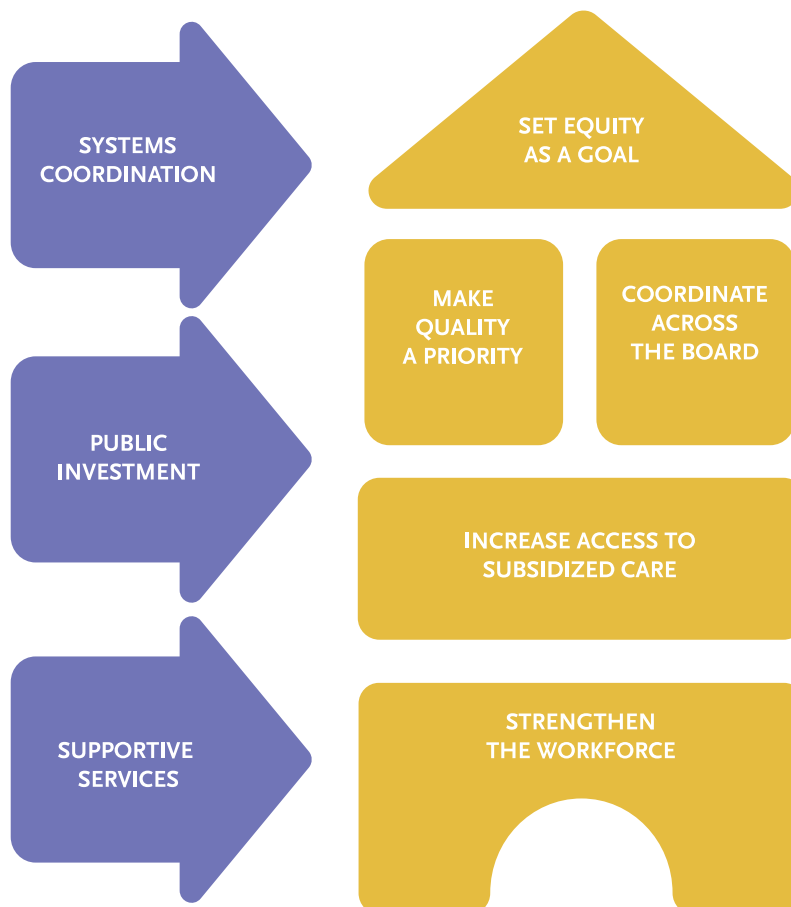 SYSTEMS
COORDINATION
PUBLIC
INVESTMENT
SUPPORTIVE
SERVICES
SET EQUITY
AS A GOAL
MAKE
QUALITY
A PRIORITY
COORDINATE
ACROSS
THE BOARD
INCREASE ACCESS TO
SUBSIDIZED CARE
STRENGTHEN
THE WORKFORCE